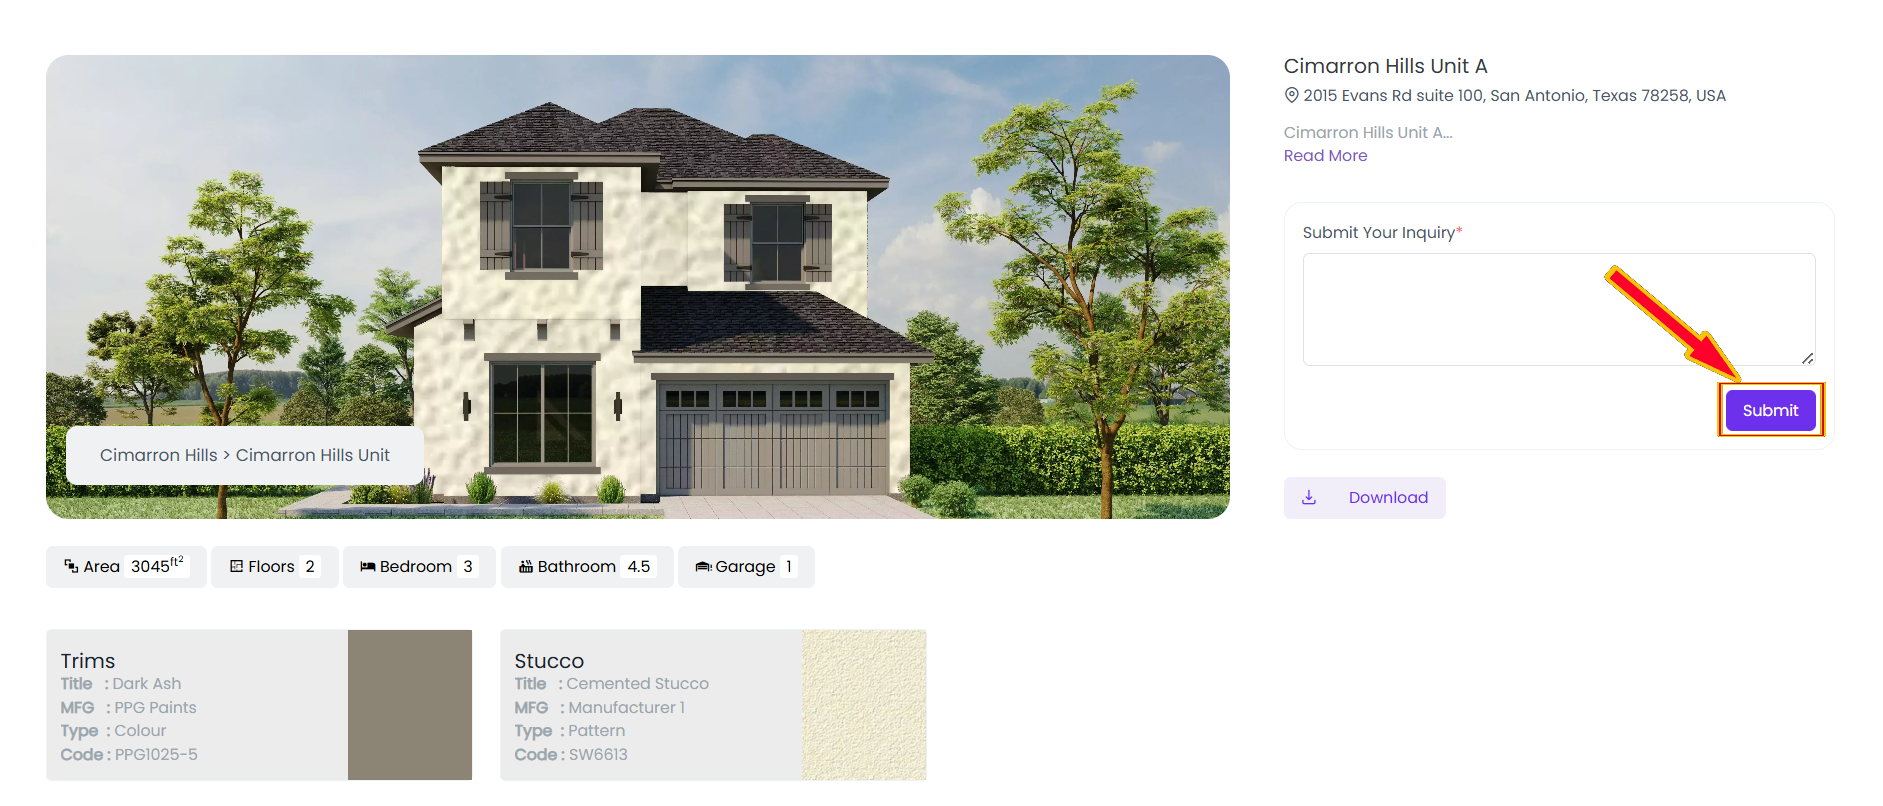 Cimarron Hills Unit A
2015 Evans Rd suite 100, San Antonio, Texas 78258, USA
Cimarron Hills Unit A...
Read More
Submit Your Inquiry*
Submit
Download
Cimarron Hills > Cimarron Hills Unit
Area 3045ft2
Floors 2
Bedroom 3
Bathroom 4.5
Garage 1
Trims
Title : Dark Ash
MFG : PPG Paints
Type : Colour
Code : PPG1025-5
Stucco
Title : Cemented Stucco
MFG : Manufacturer 1
Type : Pattern
Code : SW6613